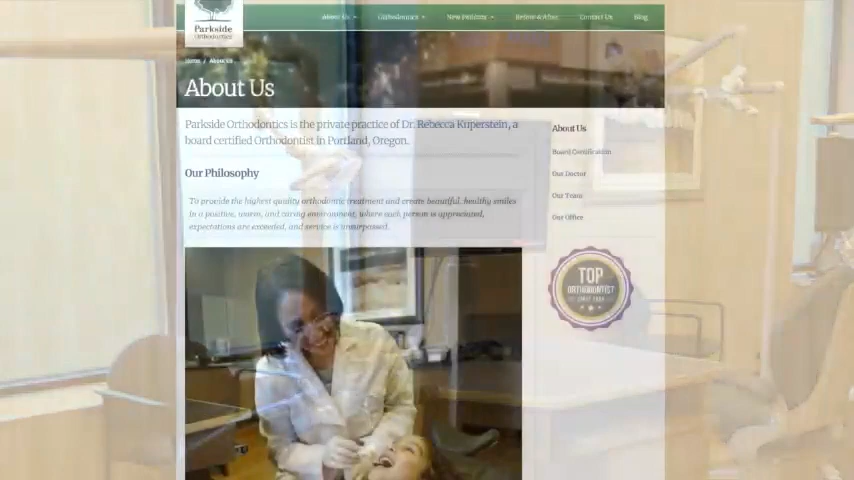 Parkside
Orthodontics
About Us
Orthodontics
New Patients
Before & After
Contact Us
Blog
Home / About Us
About Us
Parkside Orthodontics is the private practice of Dr. Rebecca Kuperstein, a
board certified Orthodontist in Portland, Oregon.
Our Philosophy
To provide the highest quality orthodontic treatment and create beautiful, healthy smiles
in a positive, warm, and caring environment, where each person is appreciated,
expectations are exceeded, and service is unsurpassed.
About Us
Board Certification
Our Doctor
Our Team
Our Office
TOP
ORTHODONTIST